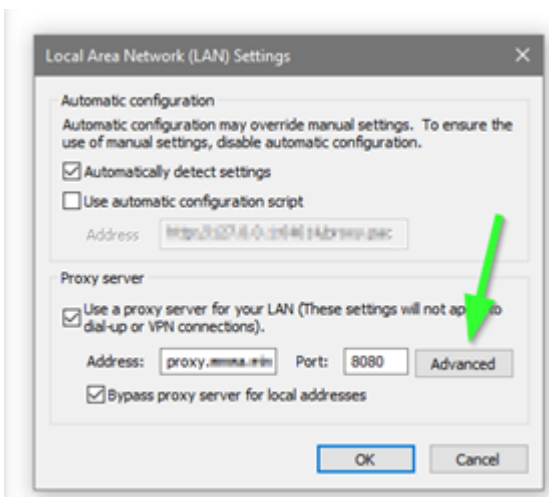 Local Area Network (LAN) Settings
Automatic configuration
Automatic configuration may override manual settings. To ensure the
use of manual settings, disable automatic configuration.
Automatically detect settings
Use automatic configuration script
Address
Proxy server
Use a proxy server for your LAN (These settings will not to
dial-up or VPN connections).
Address: proxy. Port: 8080 Advanced
Bypass proxy server for local addresses
OK Cancel